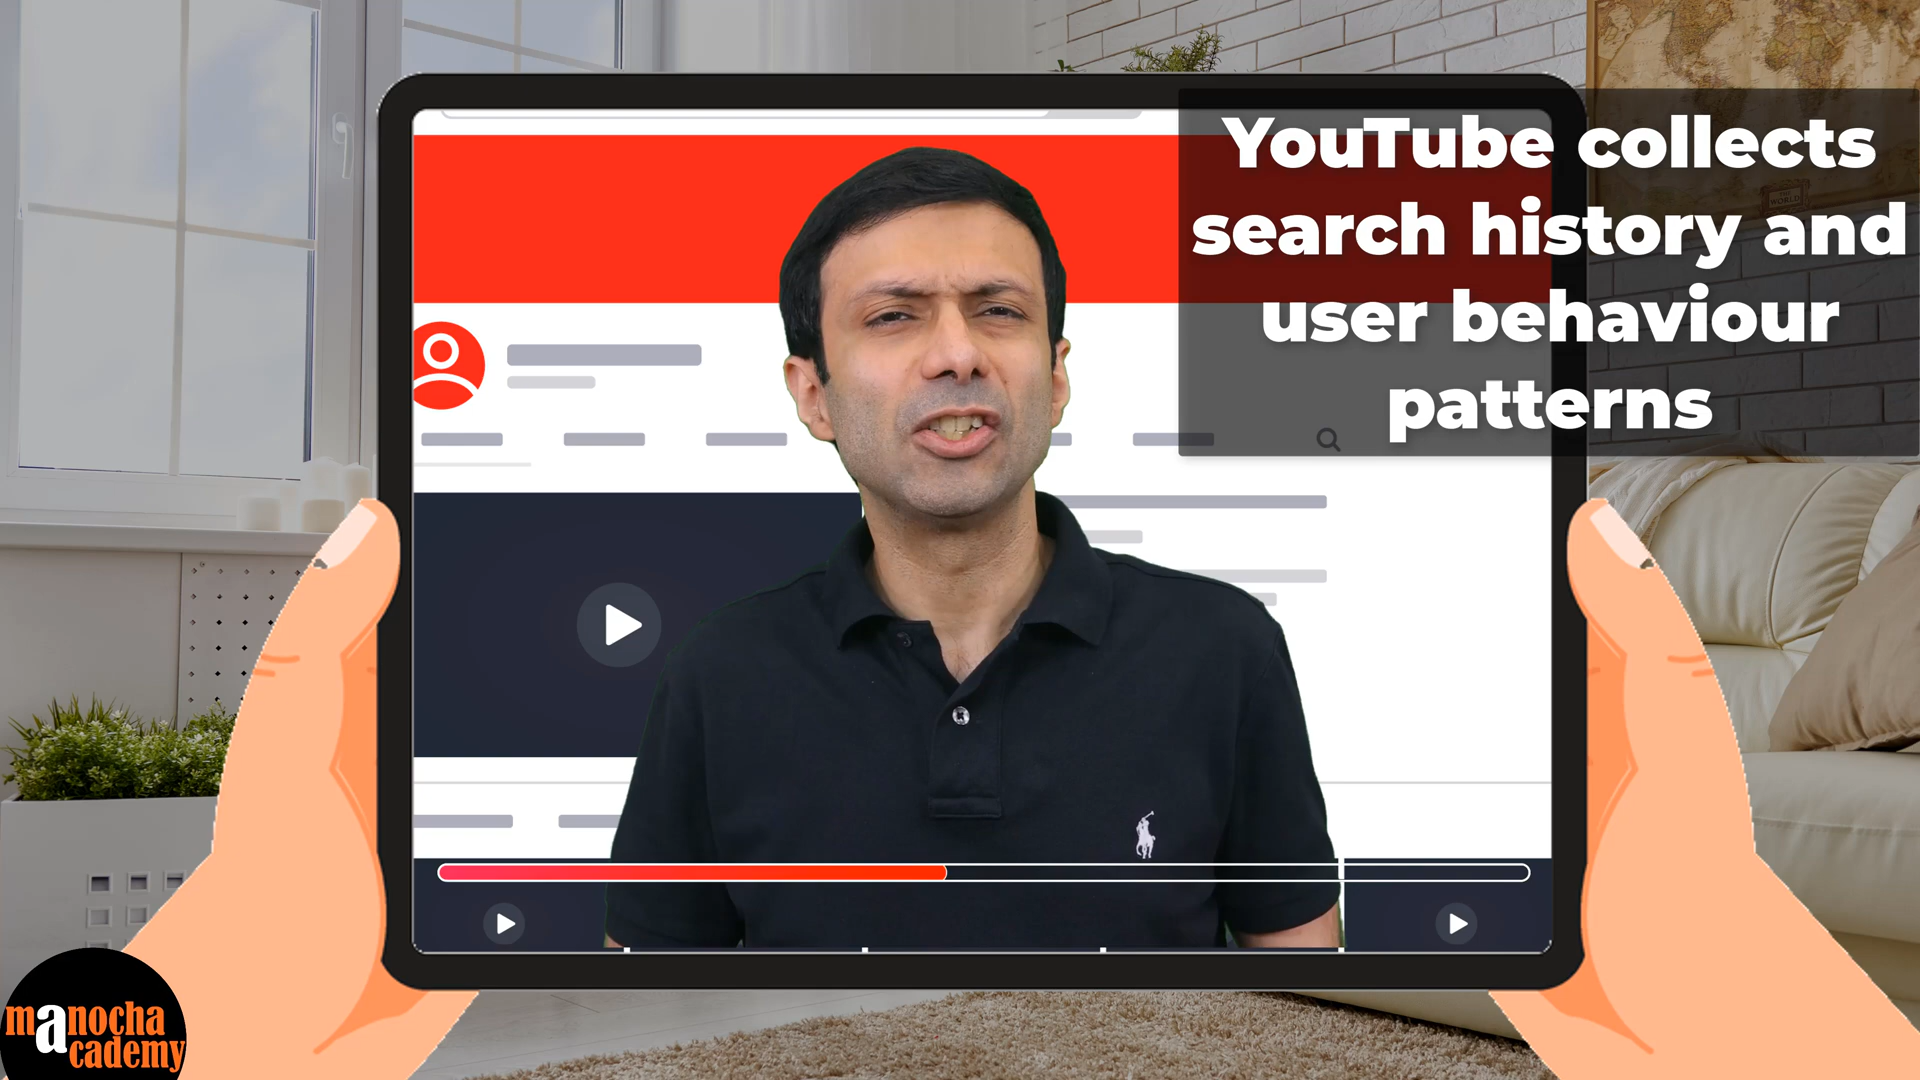 YouTube collects
search history and
user behaviour
patterns
manocha
academy